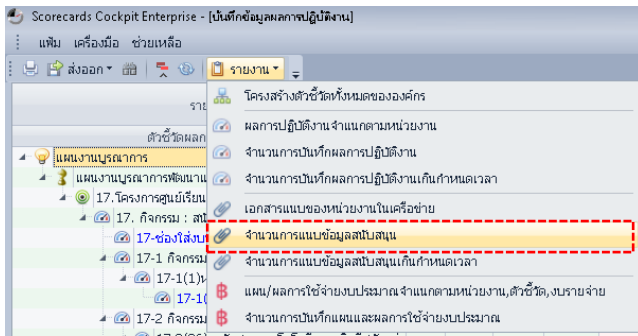 Scorecards Cockpit Enterprise - [บันทึกข้อมูลผลการปฏิบัติงาน]
แฟ้ม เครื่องมือ ช่วยเหลือ
ส่งออก รายงาน
ราย
ตัวชี้วัดผลก
แผนงานบูรณาการ
แผนงานบูรณาการพัฒนาแ
17.โครงการศูนย์เรียน
17. กิจกรรม : สนั
17-ช่องใส่งบ
17-1 กิจกรรม
17-1(1)
17-1(
17-2 กิจกรรม
โครงสร้างตัวชี้วัดทั้งหมดขององค์กร
ผลการปฏิบัติงานจำแนกตามหน่วยงาน
จำนวนการบันทึกผลการปฏิบัติงาน
จำนวนการบันทึกผลการปฏิบัติงานเกินกำหนดเวลา
เอกสารแนบของหน่วยงานในเครือข่าย
จำนวนการแนบข้อมูลสนับสนุน
จำนวนการแนบข้อมูลสนับสนุนเกินกำหนดเวลา
แผน/ผลการใช้จ่ายงบประมาณจำแนกตามหน่วยงาน,ตัวชี้วัด,งบรายจ่าย
จำนวนการบันทึกแผนและผลการใช้จ่ายงบประมาณ